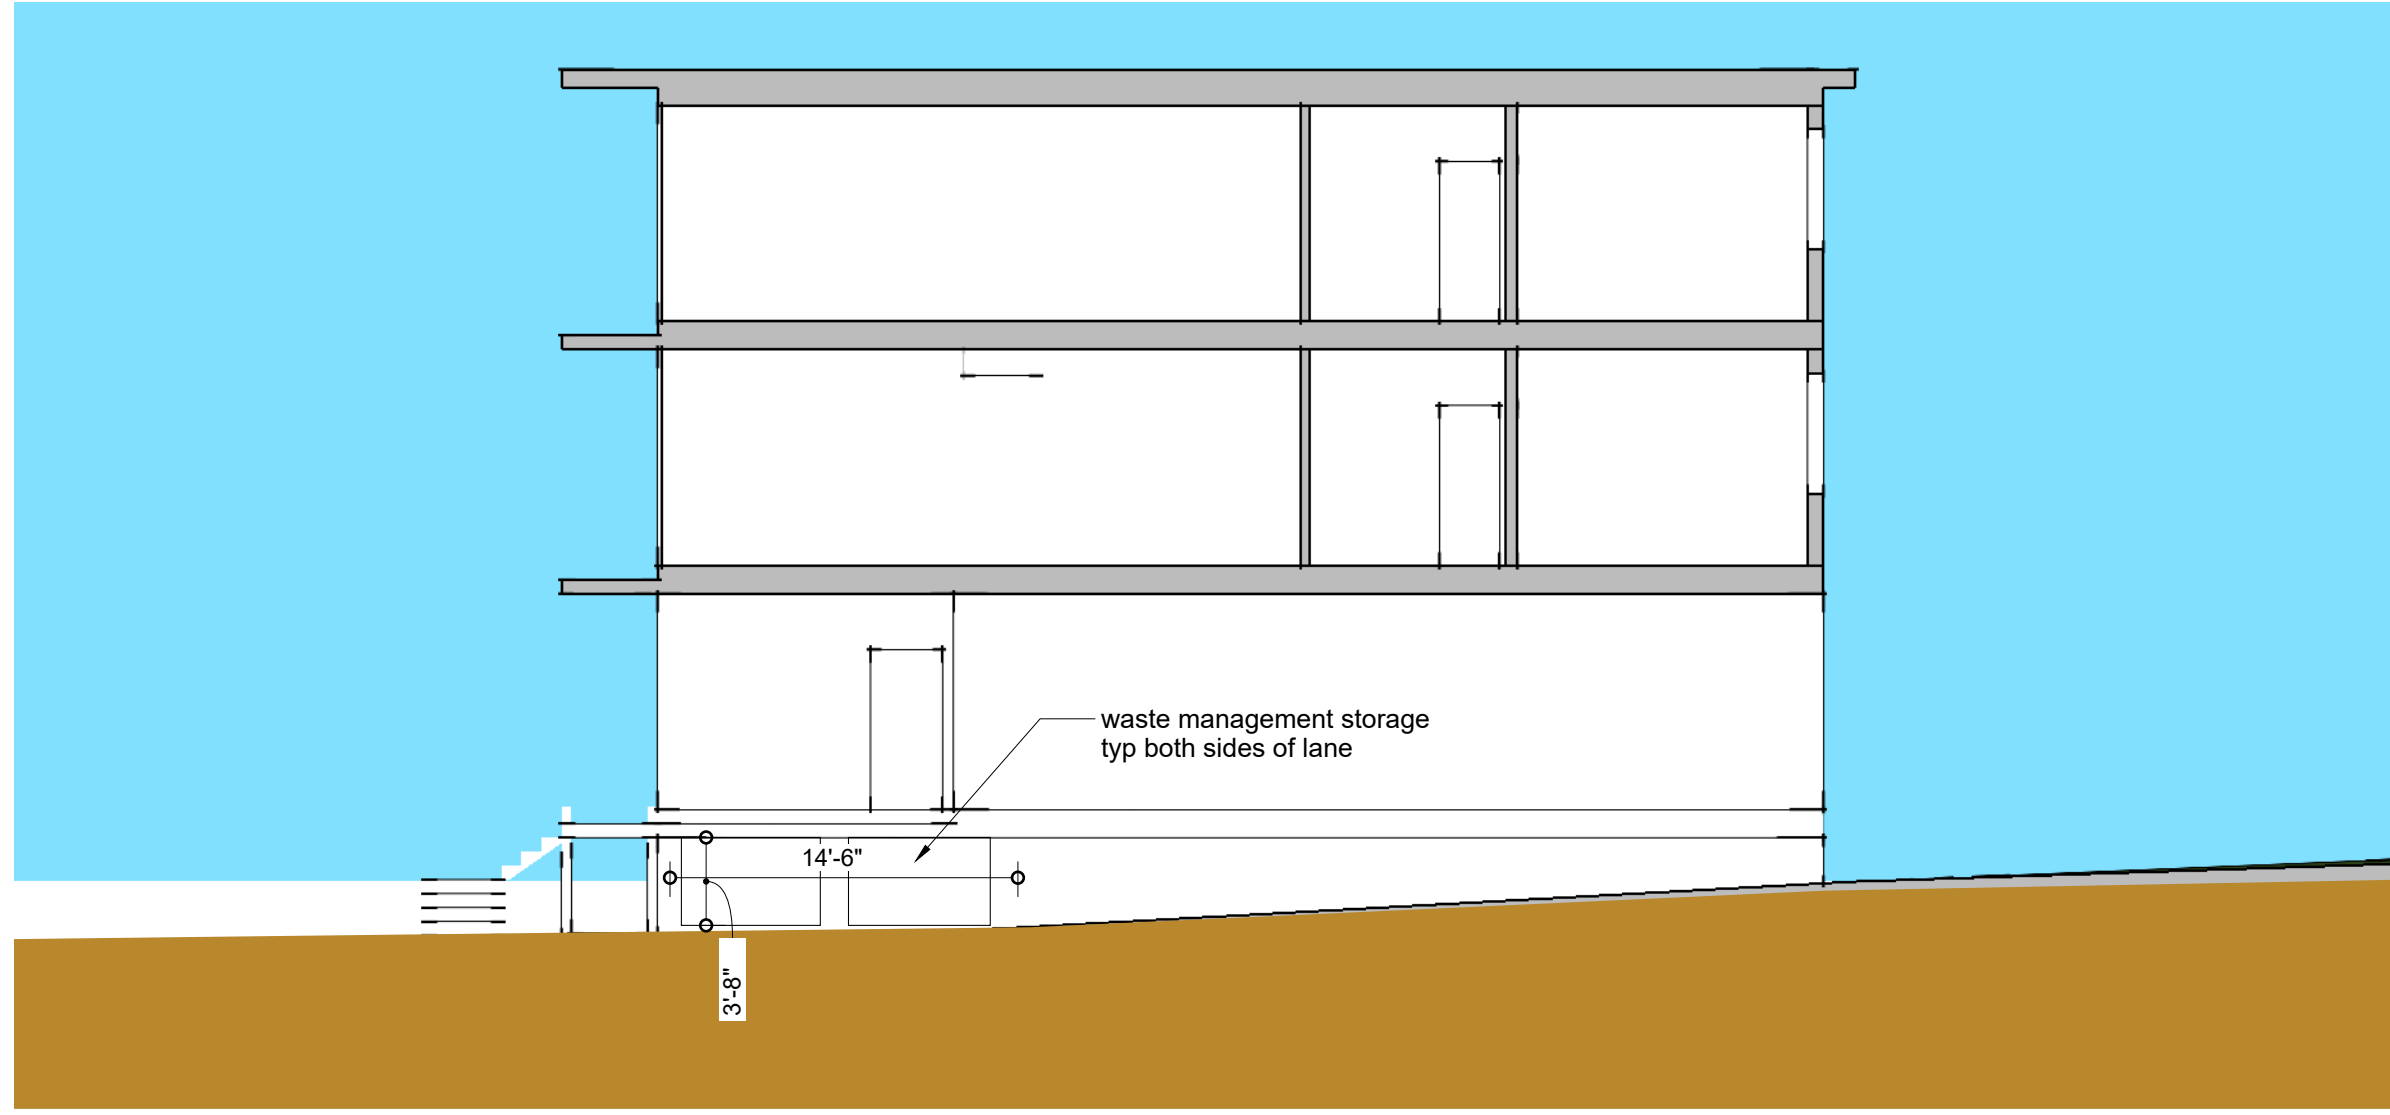 waste management storage
typ both sides of lane
14'-6"
3'-8"